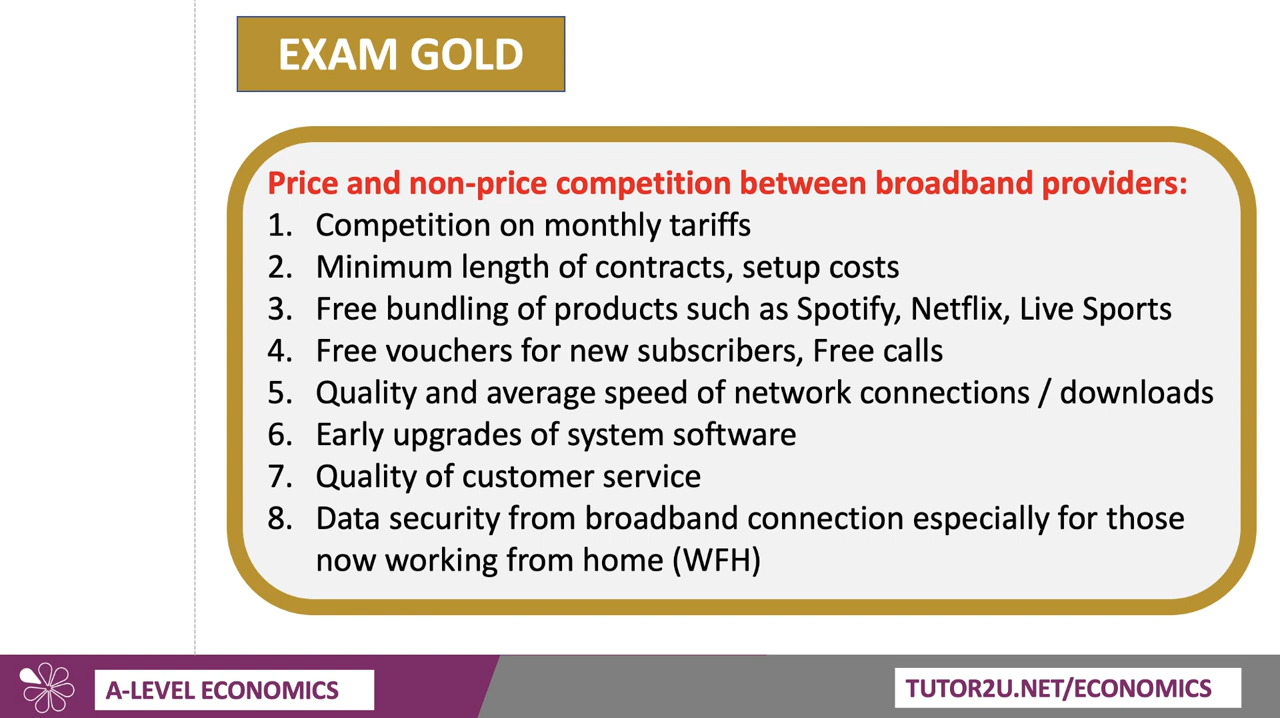 EXAM GOLD
Price and non-price competition between broadband providers:
1. Competition on monthly tariffs
2. Minimum length of contracts, setup costs
3. Free bundling of products such as Spotify, Netflix, Live Sports
4. Free vouchers for new subscribers, Free calls
5. Quality and average speed of network connections / downloads
6. Early upgrades of system software
7. Quality of customer service
8. Data security from broadband connection especially for those
now working from home (WFH)
A-LEVEL ECONOMICS
TUTOR2U.NET/ECONOMICS